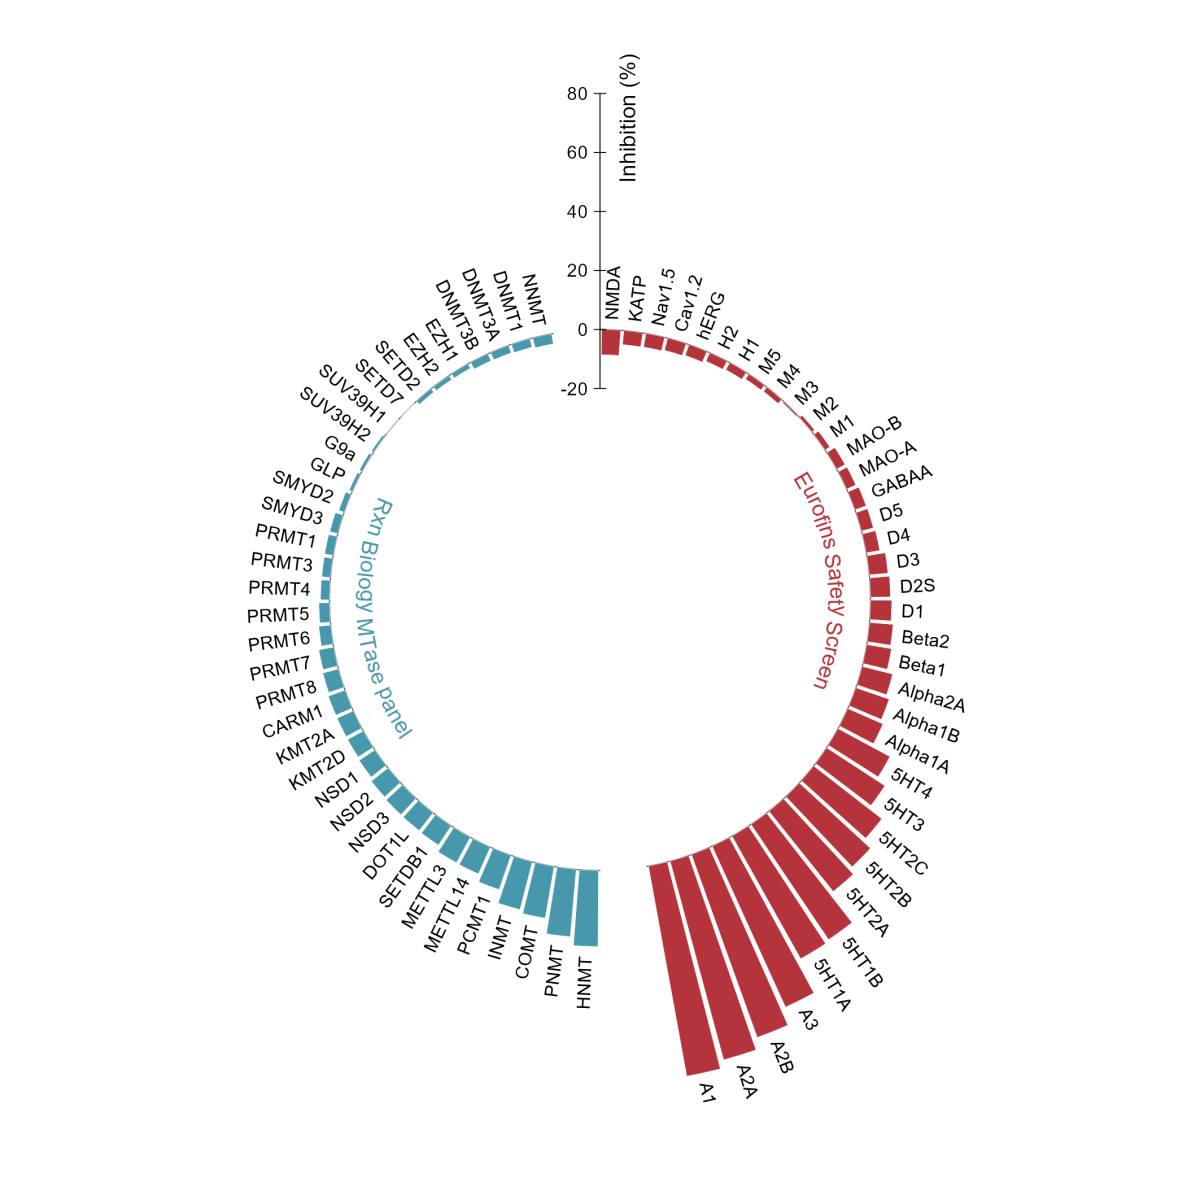 Inhibition (%)
80
60
40
20
0
-20
NMDA
KATP
Nav1.5
Cav1.2
hERG
H2
H1
M5
M4
M3
M2
M1
MAO-B
MAO-A
GABAA
D5
D4
D3
D2S
D1
Beta2
Beta1
Alpha2A
Alpha1B
Alpha1A
5HT4
5HT3
5HT2C
5HT2B
5HT2A
5HT1B
5HT1A
A3
A2B
A2A
A1
Eurofins Safety Screen
HNMT
PNMT
COMT
INMT
PCMT1
METTL14
METTL3
SETDB1
DOT1L
NSD3
NSD2
NSD1
KMT2D
KMT2A
CARM1
PRMT8
PRMT7
PRMT6
PRMT5
PRMT4
PRMT3
PRMT1
SMYD3
SMYD2
GLP
G9a
SUV39H2
SUV39H1
SETD7
SETD2
EZH2
EZH1
DNMT3B
DNMT3A
DNMT1
NNMT
Rxn Biology MTase panel